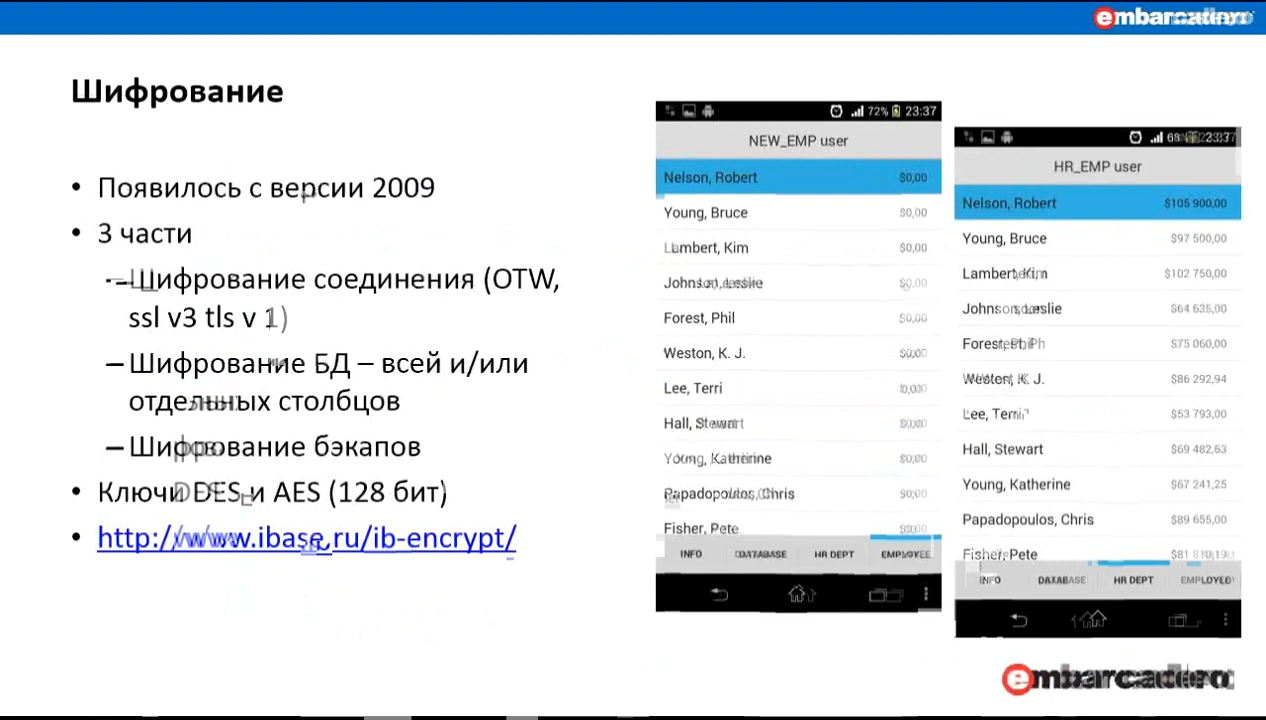 embarcadero
Шифрование
• Появилось с версии 2009
• 3 части
– Шифрование соединения (OTW,
ssl v3 tls v 1)
– Шифрование БД – всей и/или
отдельных столбцов
– Шифрование бэкапов
• Ключи DES и AES (128 бит)
• http://www.ibase.ru/ib-encrypt/
72% 23:37
NEW_EMP user
Nelson, Robert $0,00
Young, Bruce $0,00
Lambert, Kim $0,00
Johnson, Leslie $0,00
Forest, Phil $0,00
Weston, K. J. $0,00
Lee, Terri $0,00
Hall, Stewart $0,00
Young, Katherine $0,00
Papadopoulos, Chris $0,00
Fisher, Pete $0,00
INFO DATABASE HR DEPT EMPLOYEE
23:37
HR_EMP user
Nelson, Robert $105 900,00
Young, Bruce $97 500,00
Lambert, Kim $102 750,00
Johnson, Leslie $64 635,00
Forest, Phil $75 060,00
Weston, K. J. $86 292,94
Lee, Terri $53 793,00
Hall, Stewart $69 482,63
Young, Katherine $67 241,25
Papadopoulos, Chris $89 655,00
Fisher, Pete
INFO DATABASE HR DEPT EMPLOYEE
embarcadero